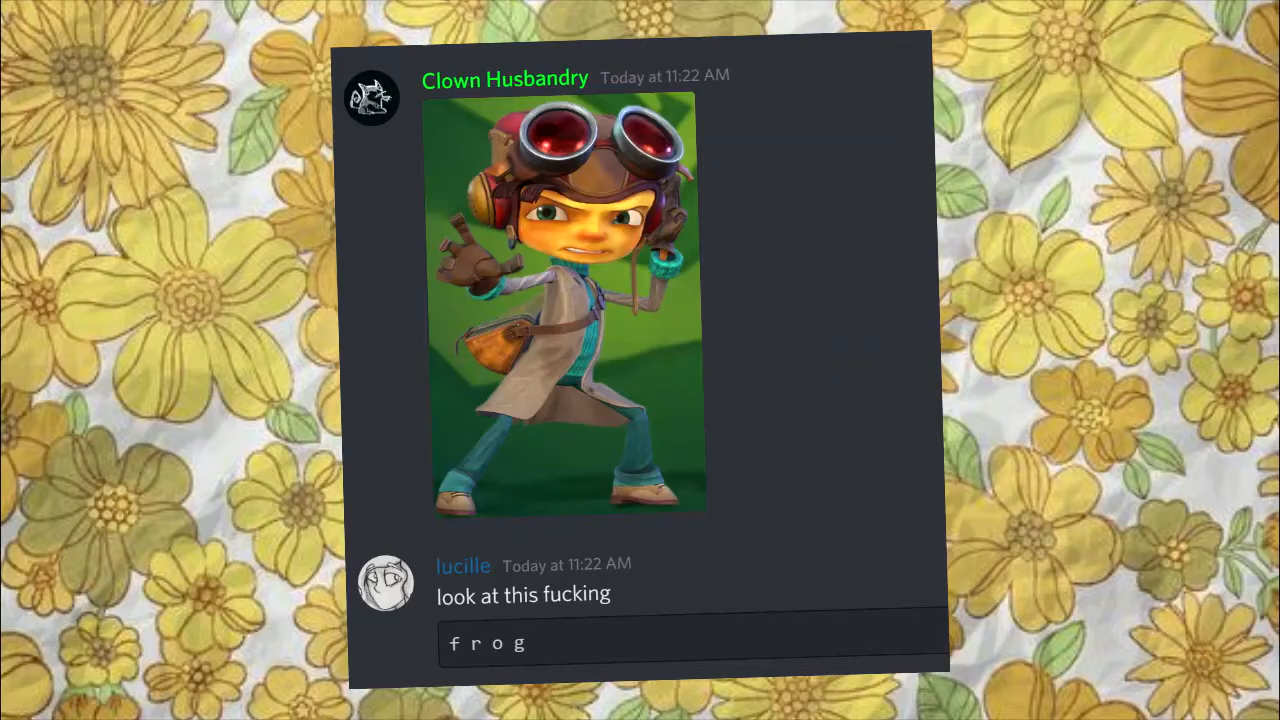 Clown Husbandry Today at 11:22 AM
lucille Today at 11:22 AM
look at this fucking
f r o g